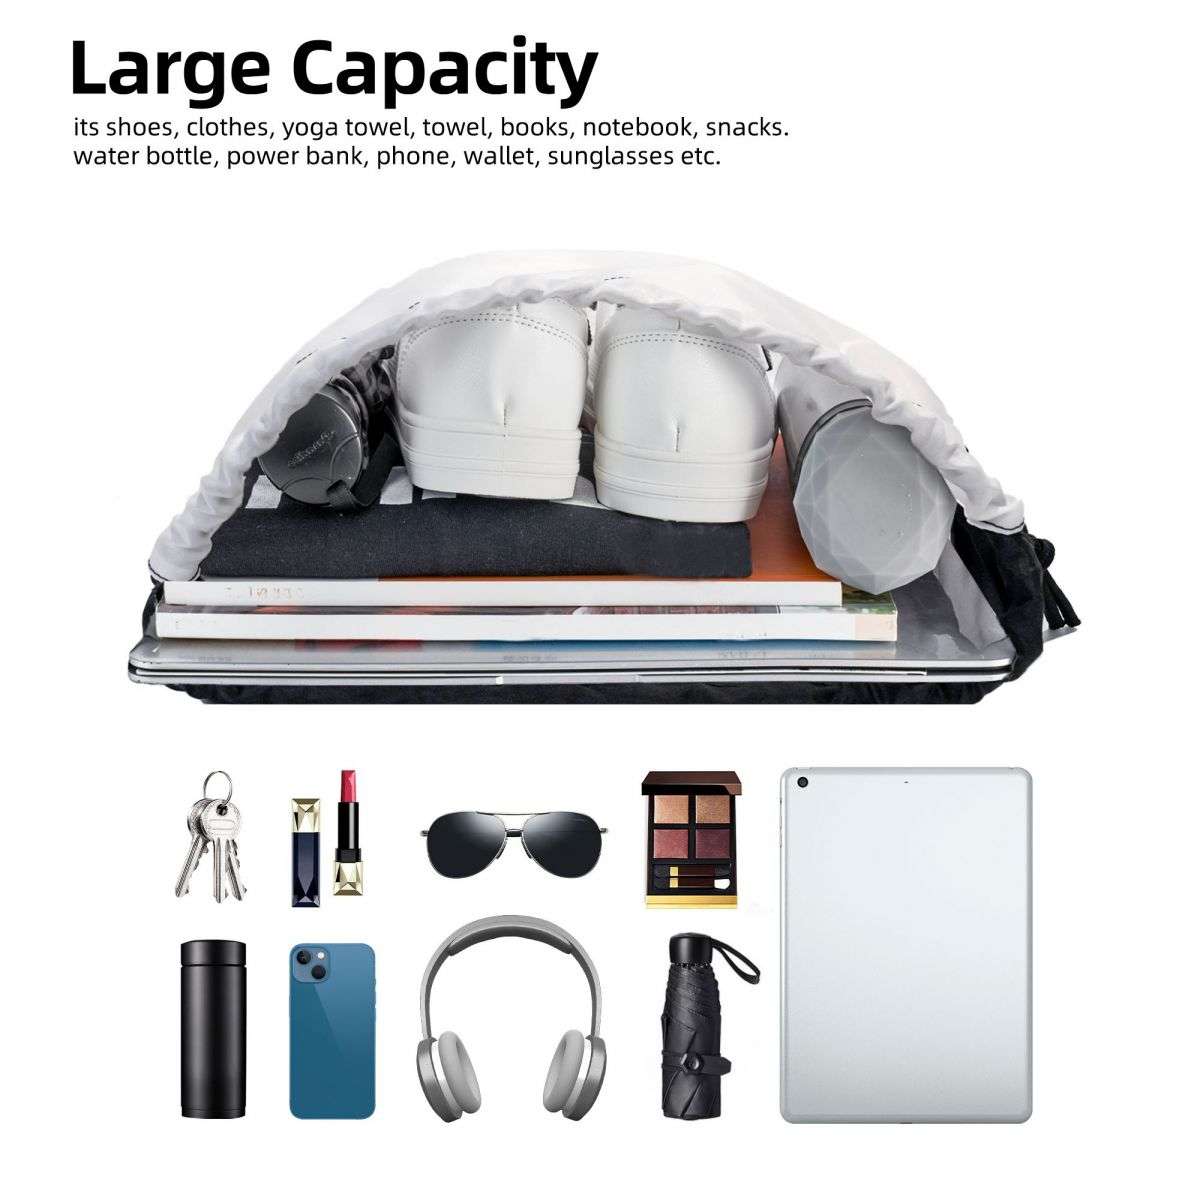 Large Capacity
its shoes, clothes, yoga towel, towel, books, notebook, snacks.
water bottle, power bank, phone, wallet, sunglasses etc.